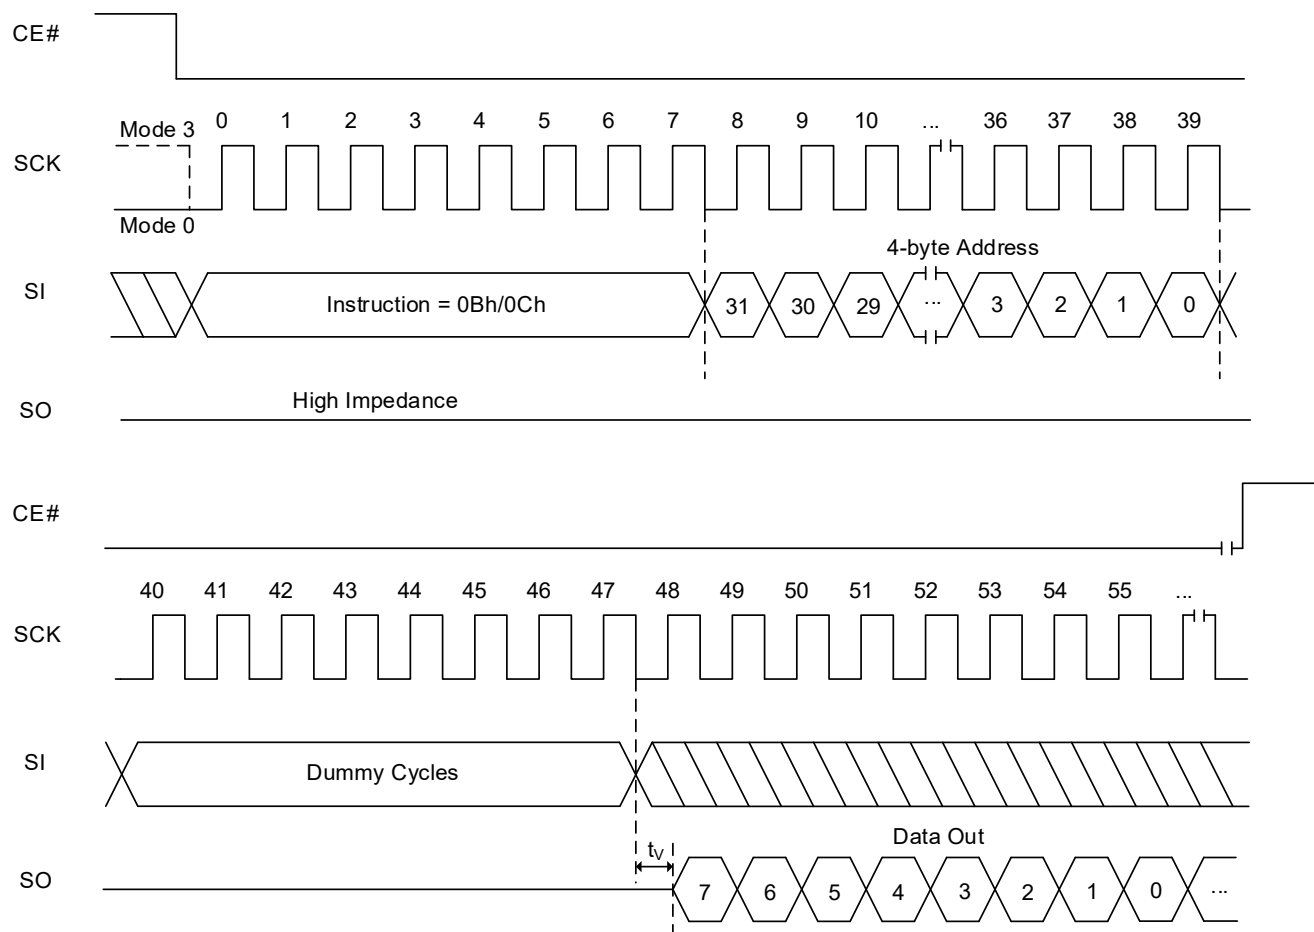 CE#
Mode 3 0 1 2 3 4 5 6 7 8 9 10 ... 36 37 38 39
SCK
Mode 0
4-byte Address
SI Instruction = 0Bh/0Ch 31 30 29 ... 3 2 1 0
High Impedance
SO
CE#
40 41 42 43 44 45 46 47 48 49 50 51 52 53 54 55 ...
SCK
SI Dummy Cycles
Data Out
tV
SO 7 6 5 4 3 2 1 0 ...